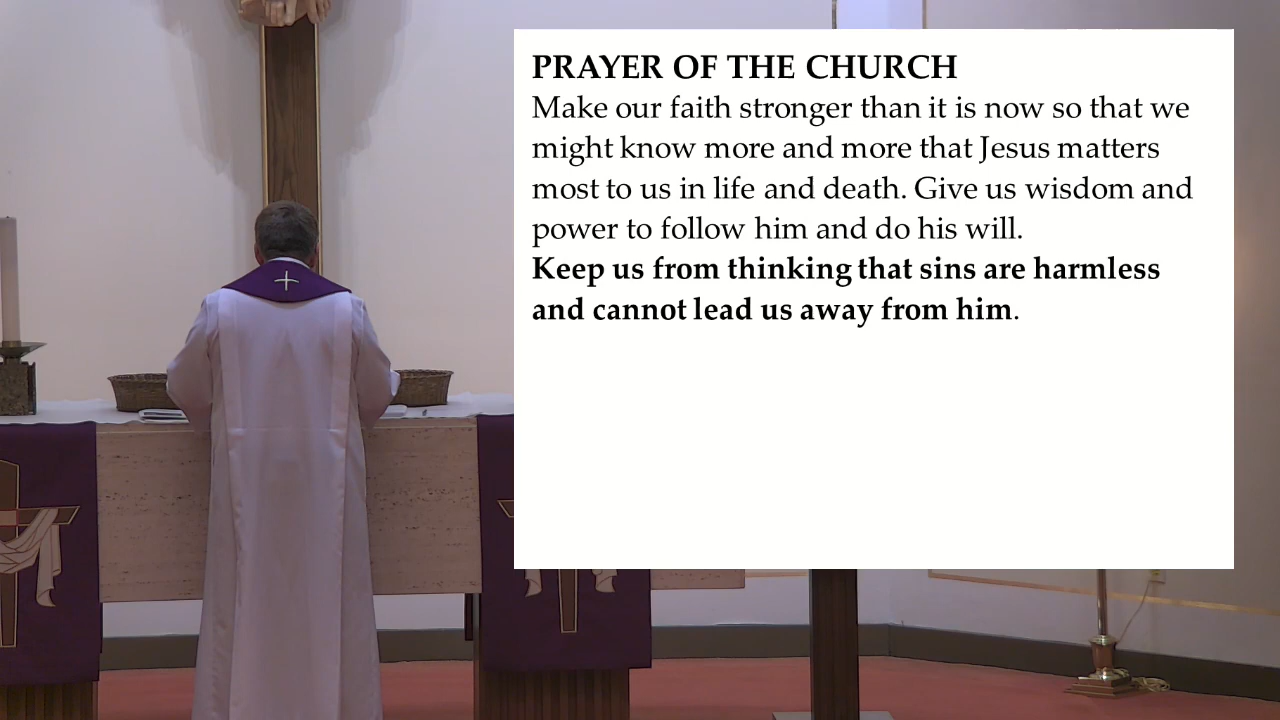 PRAYER OF THE CHURCH
Make our faith stronger than it is now so that we
might know more and more that Jesus matters
most to us in life and death. Give us wisdom and
power to follow him and do his will.
Keep us from thinking that sins are harmless
and cannot lead us away from him.